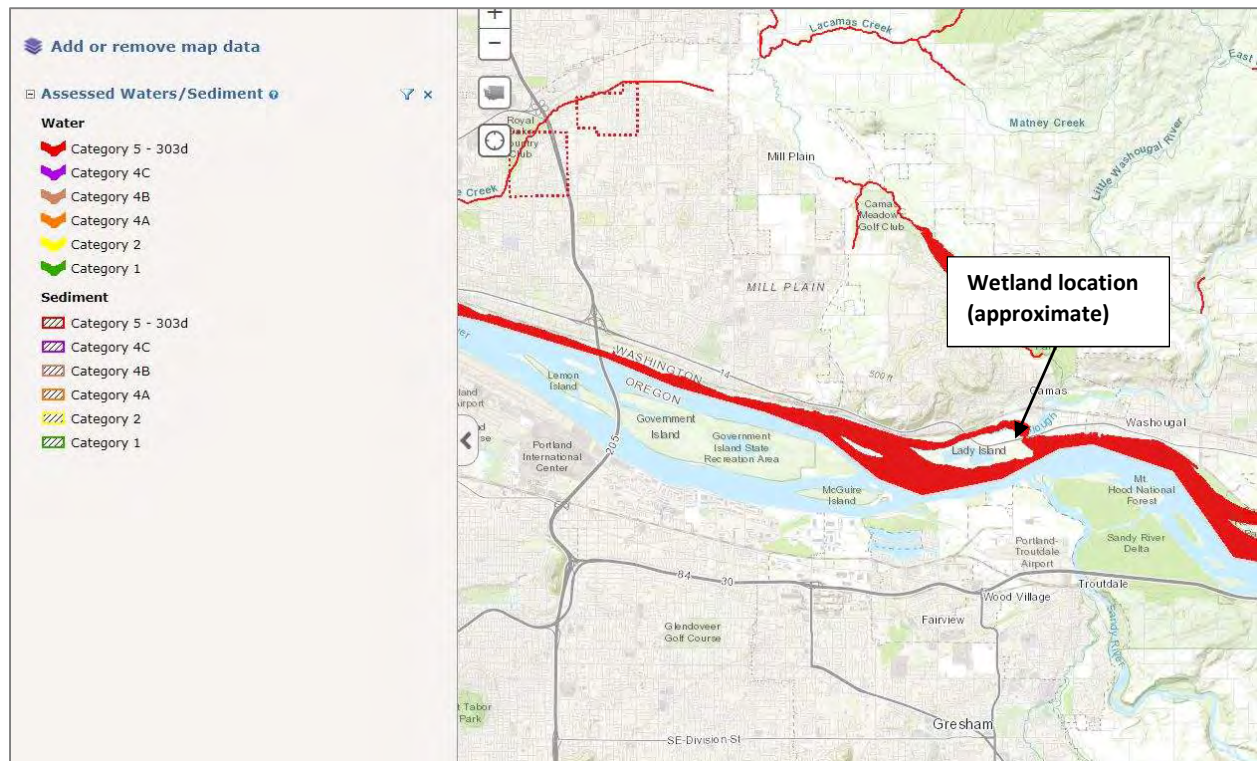 Add or remove map data
Assessed Waters/Sediment
Water
Category 5 - 303d
Category 4C
Category 4B
Category 4A
Category 2
Category 1
Sediment
Category 5 - 303d
Category 4C
Category 4B
Category 4A
Category 2
Category 1
+
−
Lacamas Creek
East
Royal
Country
Club
Matney Creek
Little Washougal River
Mill Plain
Creek
Camas
Meadow
Golf Club
MILL PLAIN
Wetland location
(approximate)
WASHINGTON
14
OREGON
500 ft
Camas
Washougal
Lemon
Island
Government
Island
Government
Island State
Recreation Area
Lady Island
205
Portland
International
Center
McGuire
Island
Mt.
Hood National
Forest
Sandy River
Delta
Portland-
Troutdale
Airport
84
30
Troutdale
Wood Village
Fairview
Glendoveer
Golf Course
Sandy River
t Tabor
Park
Gresham
SE-Division-St